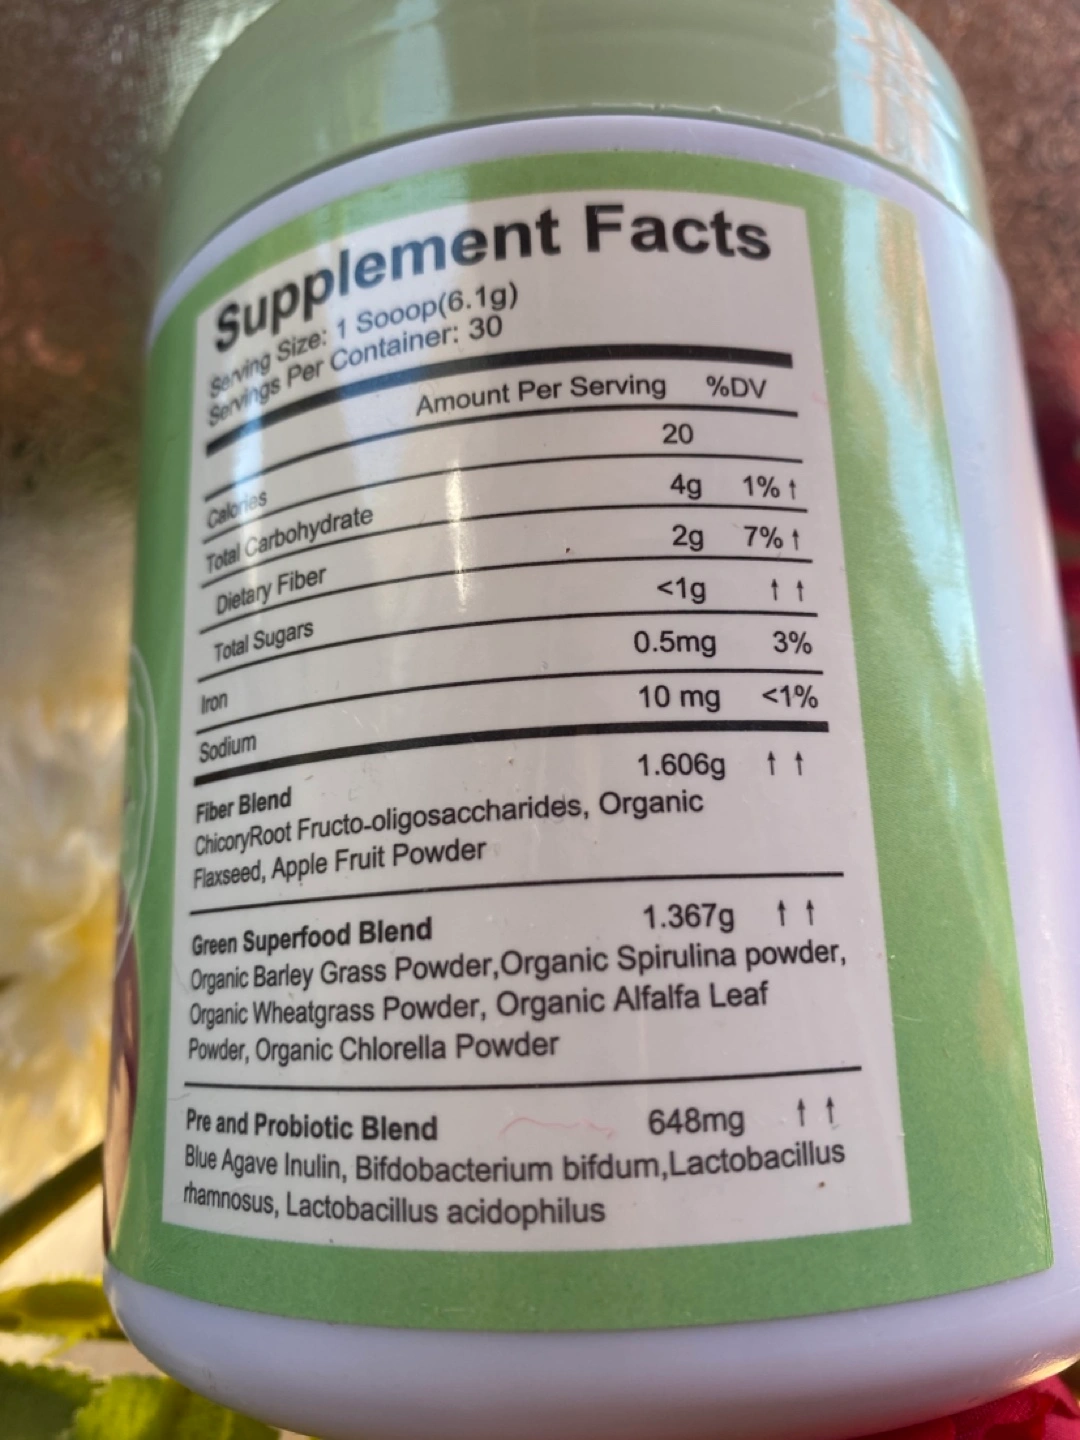 Supplement Facts
Serving Size: 1 Sooop(6.1g)
Servings Per Container: 30
Amount Per Serving %DV
Calories 20
Total Carbohydrate 4g 1% ↑
Dietary Fiber 2g 7% ↑
Total Sugars <1g ↑ ↑
Iron 0.5mg 3%
Sodium 10 mg <1%
Fiber Blend 1.606g ↑ ↑
ChicoryRoot Fructo-oligosaccharides, Organic
Flaxseed, Apple Fruit Powder
Green Superfood Blend 1.367g ↑ ↑
Organic Barley Grass Powder,Organic Spirulina powder,
Organic Wheatgrass Powder, Organic Alfalfa Leaf
Powder, Organic Chlorella Powder
Pre and Probiotic Blend 648mg ↑ ↑
Blue Agave Inulin, Bifdobacterium bifdum,Lactobacillus
rhamnosus, Lactobacillus acidophilus